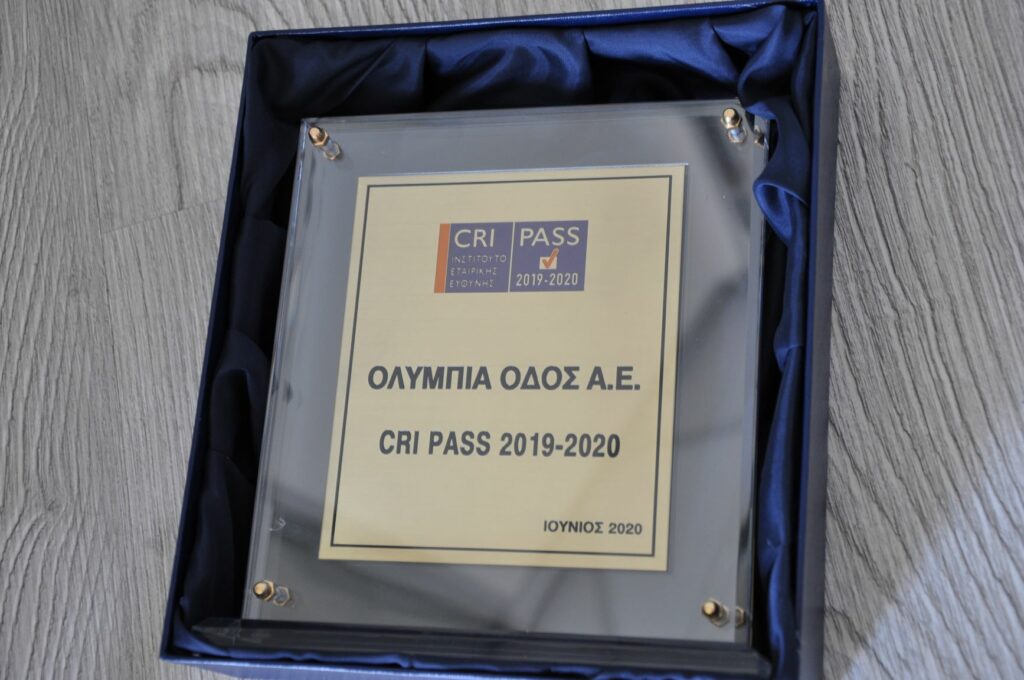 CRI PASS
ΙΝΣΤΙΤΟΥΤΟ
ΕΤΑΙΡΙΚΗΣ
ΕΥΘΥΝΗΣ 2019-2020
ΟΛΥΜΠΙΑ ΟΔΟΣ Α.Ε.
CRI PASS 2019-2020
ΙΟΥΝΙΟΣ 2020